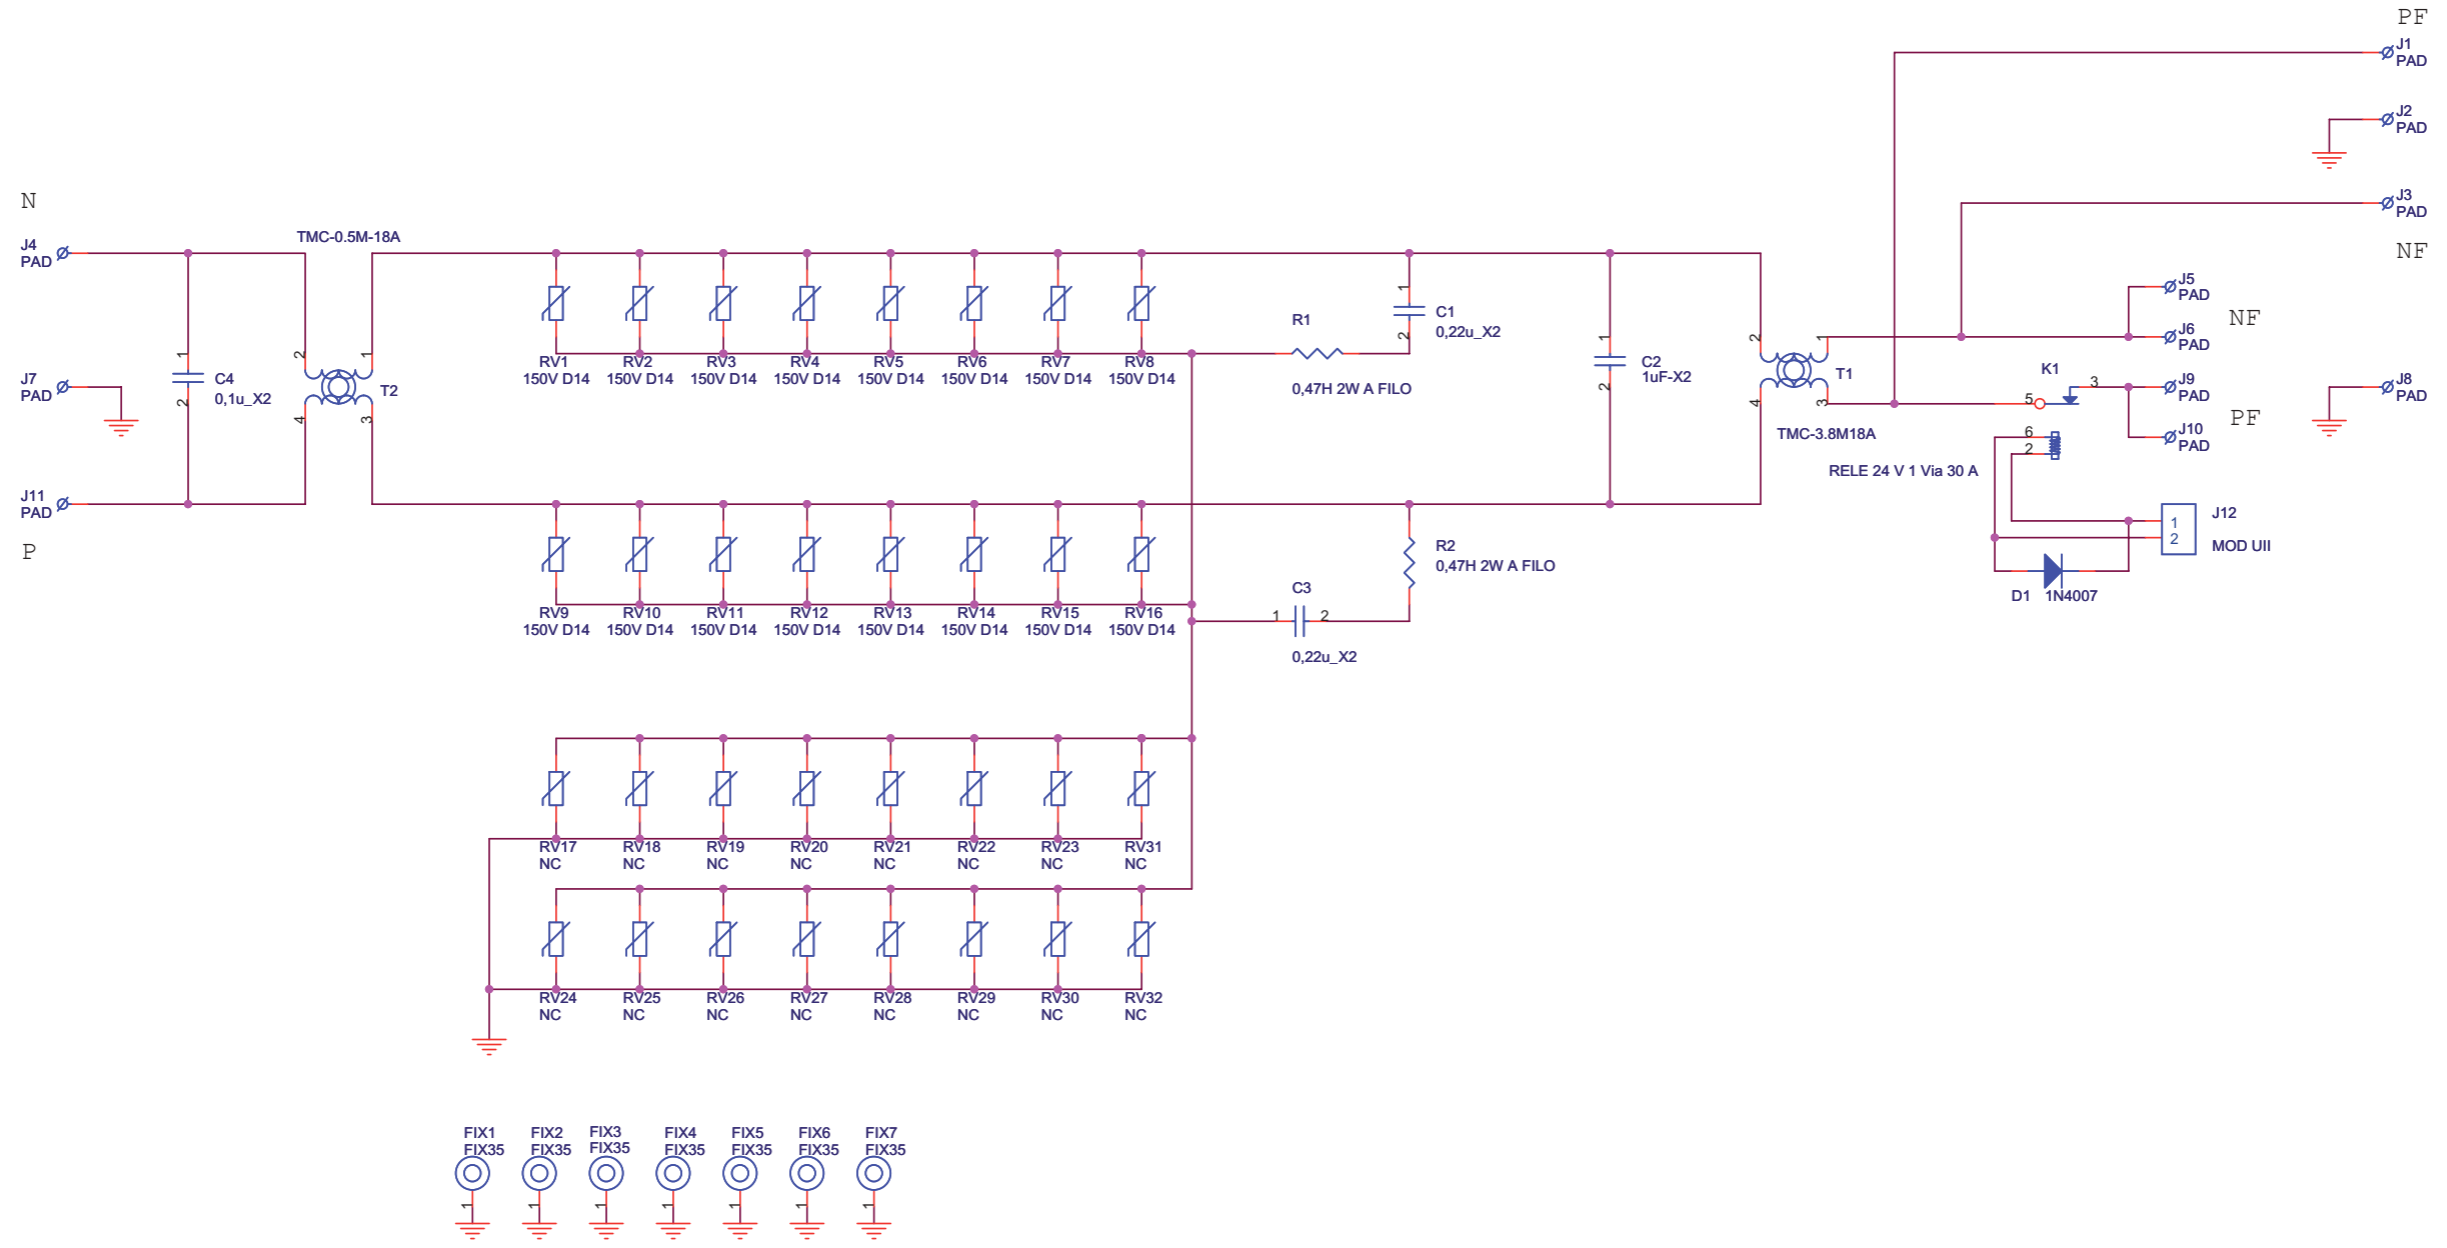 PF
J1
PAD
J2
PAD
N
J3
PAD
J4
PAD
TMC-0.5M-18A
NF
J5
PAD
NF
J6
PAD
1
2
C4
0,1u_X2
2
1
4
3
T2
J7
PAD
RV1
150V D14
RV2
150V D14
RV3
150V D14
RV4
150V D14
RV5
150V D14
RV6
150V D14
RV7
150V D14
RV8
150V D14
R1
0,47H 2W A FILO
1
2
C1
0,22u_X2
1
2
C2
1uF-X2
2
1
4
3
T1
TMC-3.8M18A
K1
5
3
6
2
RELE 24 V 1 Via 30 A
J9
PAD
PF
J10
PAD
J8
PAD
J11
PAD
P
1
2
J12
MOD UII
D1 1N4007
RV9
150V D14
RV10
150V D14
RV11
150V D14
RV12
150V D14
RV13
150V D14
RV14
150V D14
RV15
150V D14
RV16
150V D14
R2
0,47H 2W A FILO
C3
1
2
0,22u_X2
RV17
NC
RV18
NC
RV19
NC
RV20
NC
RV21
NC
RV22
NC
RV23
NC
RV31
NC
RV24
NC
RV25
NC
RV26
NC
RV27
NC
RV28
NC
RV29
NC
RV30
NC
RV32
NC
FIX1
FIX35
1
FIX2
FIX35
1
FIX3
FIX35
1
FIX4
FIX35
1
FIX5
FIX35
1
FIX6
FIX35
1
FIX7
FIX35
1